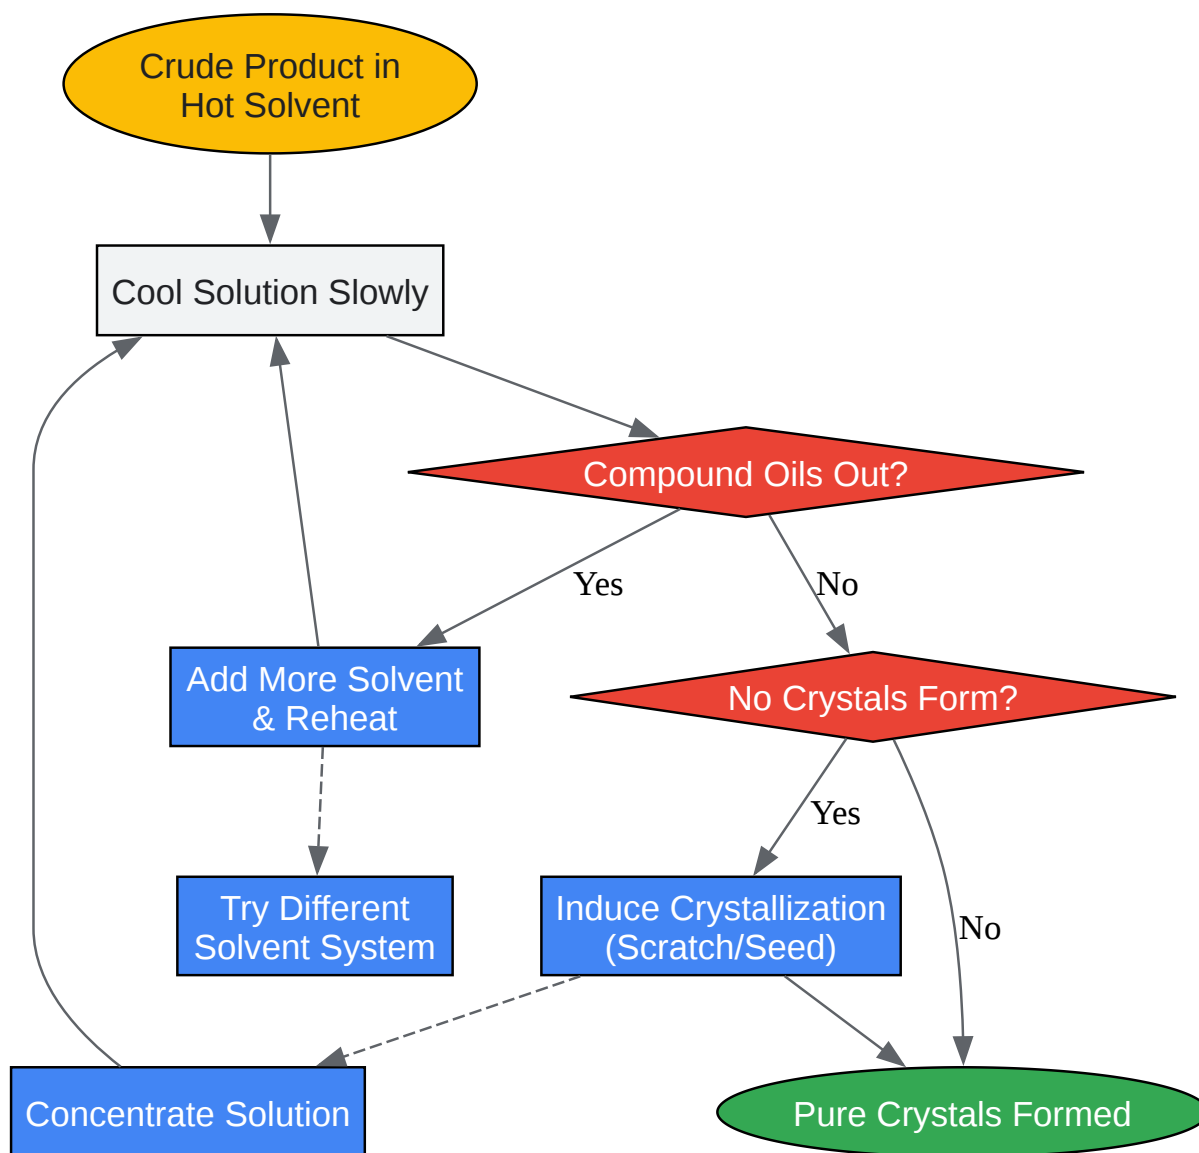 Crude Product in
Hot Solvent
Cool Solution Slowly
Compound Oils Out?
Yes
No
Add More Solvent
& Reheat
No Crystals Form?
Yes
Try Different
Solvent System
Induce Crystallization
(Scratch/Seed)
No
Concentrate Solution
Pure Crystals Formed